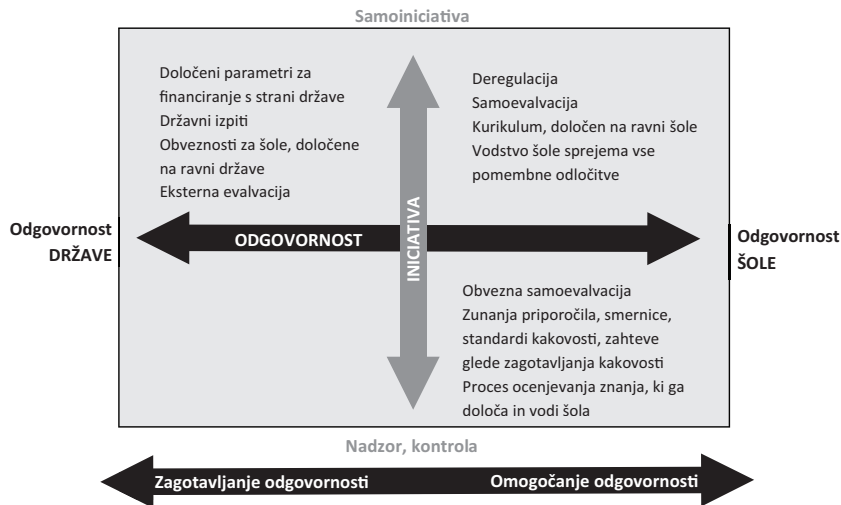 Samoiniciativa
Določeni parametri za
financiranje s strani države
Državni izpiti
Obveznosti za šole, določene
na ravni države
Eksterna evalvacija
Deregulacija
Samoevalvacija
Kurikulum, določen na ravni šole
Vodstvo šole sprejema vse
pomembne odločitve
Odgovornost
DRŽAVE
ODGOVORNOST
INICIATIVA
Odgovornost
ŠOLE
Obvezna samoevalvacija
Zunanja priporočila, smernice,
standardi kakovosti, zahteve
glede zagotavljanja kakovosti
Proces ocenjevanja znanja, ki ga
določa in vodi šola
Nadzor, kontrola
Zagotavljanje odgovornosti
Omogočanje odgovornosti